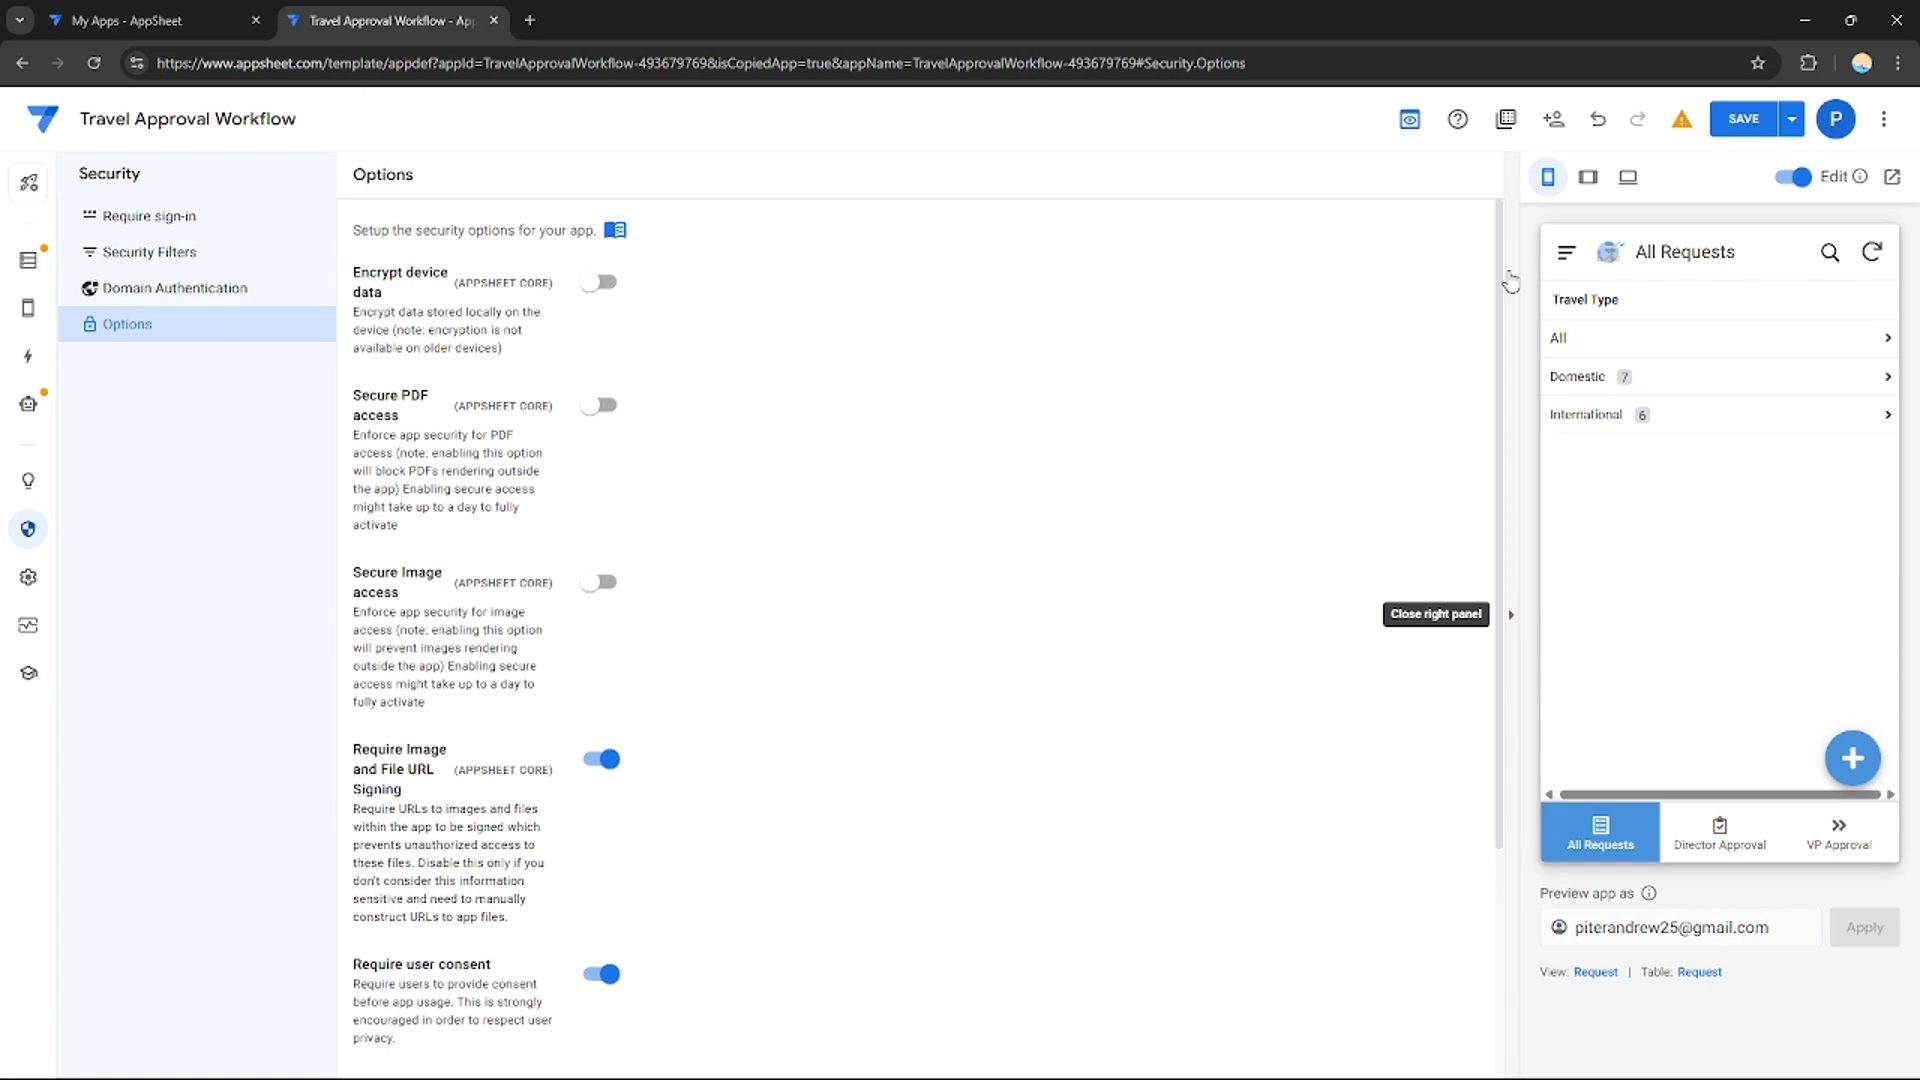 My Apps - AppSheet
Travel Approval Workflow - App
https://www.appsheet.com/template/appdef?appId=TravelApprovalWorkflow-493679769&isCopiedApp=true&appName=TravelApprovalWorkflow-493679769#Security.Options
Travel Approval Workflow
SAVE
P
Security
Require sign-in
Security Filters
Domain Authentication
Options
Options
Setup the security options for your app.
Encrypt device
data
(APPSHEET CORE)
Encrypt data stored locally on the
device (note: encryption is not
available on older devices)
Secure PDF
access
(APPSHEET CORE)
Enforce app security for PDF
access (note: enabling this option
will block PDFs rendering outside
the app) Enabling secure access
might take up to a day to fully
activate
Secure Image
access
(APPSHEET CORE)
Enforce app security for image
access (note: enabling this option
will prevent images rendering
outside the app) Enabling secure
access might take up to a day to
fully activate
Require Image
and File URL
Signing
(APPSHEET CORE)
Require URLs to images and files
within the app to be signed which
prevents unauthorized access to
these files. Disable this only if you
don't consider this information
sensitive and need to manually
construct URLs to app files.
Require user consent
Require users to provide consent
before app usage. This is strongly
encouraged in order to respect user
privacy.
Close right panel
Edit
All Requests
Travel Type
All
Domestic 7
International 6
All Requests
Director Approval
VP Approval
Preview app as
piterandrew25@gmail.com
Apply
View: Request | Table: Request